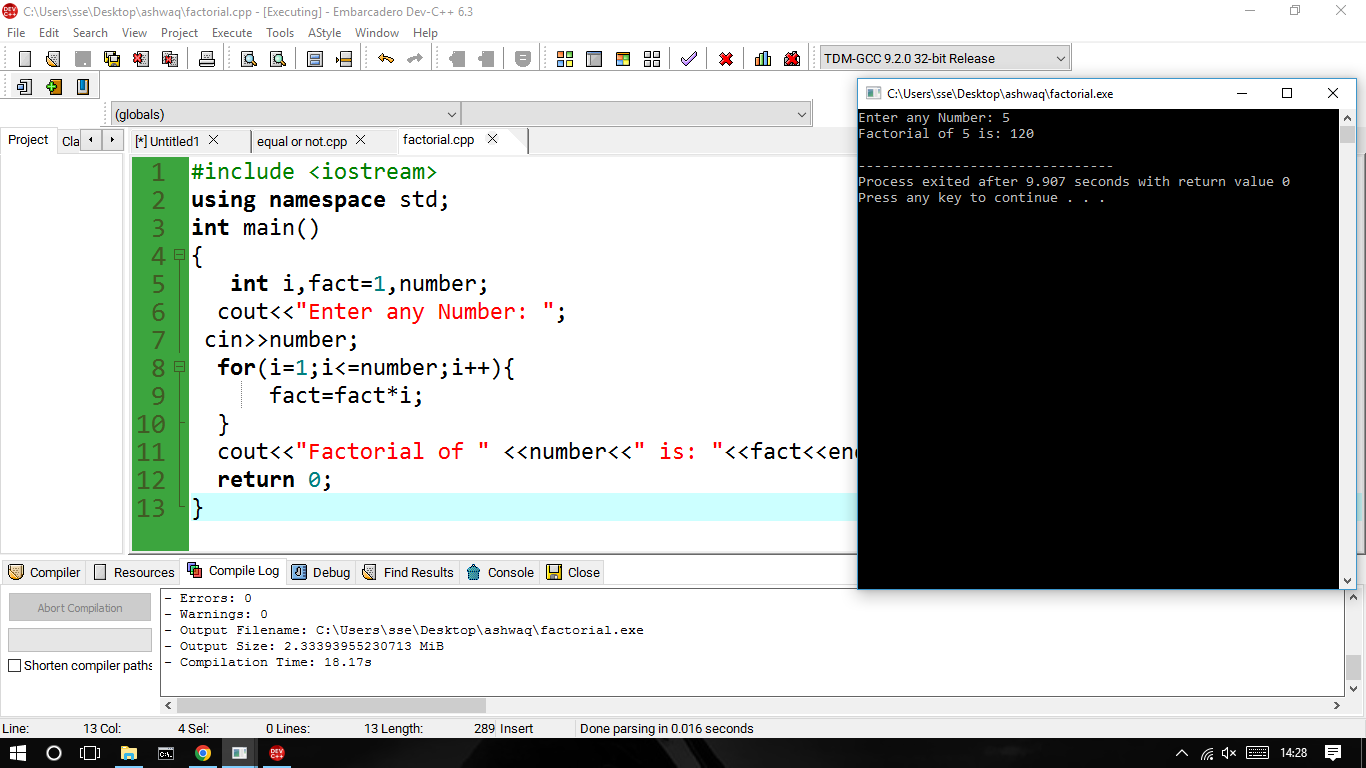 C:\Users\sse\Desktop\ashwaq\factorial.cpp - [Executing] - Embarcadero Dev-C++ 6.3
File Edit Search View Project Execute Tools AStyle Window Help
TDM-GCC 9.2.0 32-bit Release
(globals)
Project Cla [*] Untitled1 equal or not.cpp factorial.cpp
1 #include <iostream>
2 using namespace std;
3 int main()
4 {
5 int i,fact=1,number;
6 cout<<"Enter any Number: ";
7 cin>>number;
8 for(i=1;i<=number;i++){
9 fact=fact*i;
10 }
11 cout<<"Factorial of " <<number<<" is: "<<fact<<en
12 return 0;
13 }
C:\Users\sse\Desktop\ashwaq\factorial.exe
Enter any Number: 5
Factorial of 5 is: 120
--------------------------------
Process exited after 9.907 seconds with return value 0
Press any key to continue . . .
Compiler Resources Compile Log Debug Find Results Console Close
Abort Compilation
Shorten compiler paths
- Errors: 0
- Warnings: 0
- Output Filename: C:\Users\sse\Desktop\ashwaq\factorial.exe
- Output Size: 2.33393955230713 MiB
- Compilation Time: 18.17s
Line: 13 Col: 4 Sel: 0 Lines: 13 Length: 289 Insert Done parsing in 0.016 seconds
DEV C++ 14:28